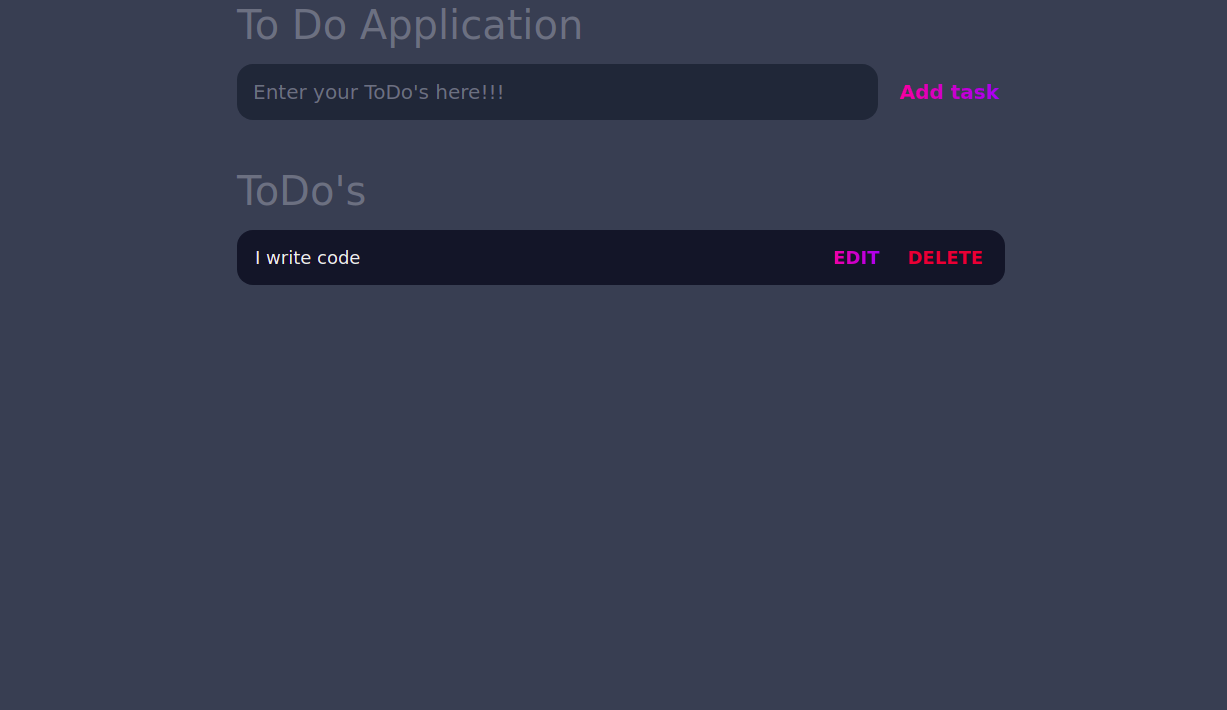 To Do Application
Enter your ToDo's here!!! Add task
ToDo's
I write code EDIT DELETE